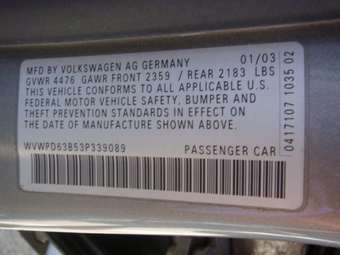 MFD BY VOLKSWAGEN AG GERMANY 01/03
GVWR 4476 GAWR FRONT 2359 / REAR 2183 LBS
THIS VEHICLE CONFORMS TO ALL APPLICABLE U.S.
FEDERAL MOTOR VEHICLE SAFETY, BUMPER AND
THEFT PREVENTION STANDARDS IN EFFECT ON
THE DATE OF MANUFACTURE SHOWN ABOVE.
WVWPD63B53P339089 PASSENGER CAR
0417107 1035 02